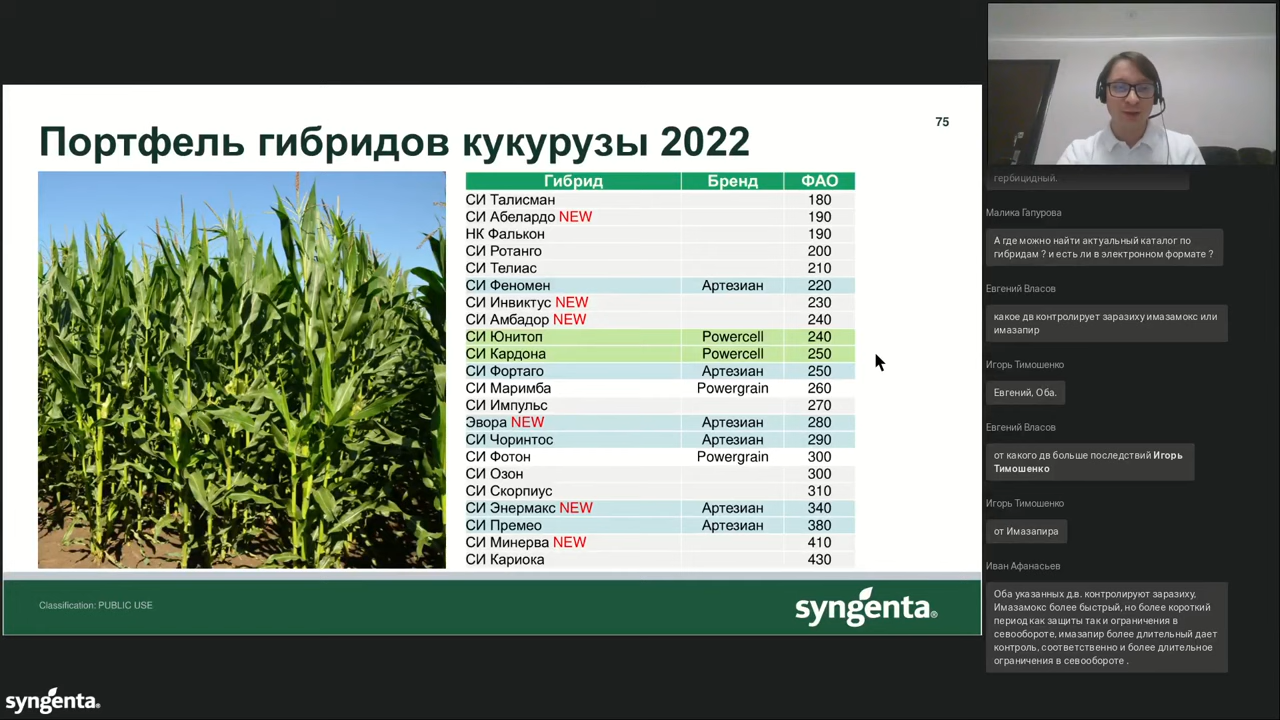 Портфель гибридов кукурузы 2022
75
Гибрид Бренд ФАО
СИ Талисман 180
СИ Абелардо NEW 190
НК Фалькон 190
СИ Ротанго 200
СИ Телиас 210
СИ Феномен Артезиан 220
СИ Инвиктус NEW 230
СИ Амбадор NEW 240
СИ Юнитоп Powercell 240
СИ Кардона Powercell 250
СИ Фортаго Артезиан 250
СИ Маримба Powergrain 260
СИ Импульс 270
Эвора NEW Артезиан 280
СИ Чоринтос Артезиан 290
СИ Фотон Powergrain 300
СИ Озон 300
СИ Скорпиус 310
СИ Энермакс NEW Артезиан 340
СИ Премео Артезиан 380
СИ Минерва NEW 410
СИ Кариока 430
Classification: PUBLIC USE
syngenta®
syngenta®
гербицидный.
Малика Гапурова
А где можно найти актуальный каталог по
гибридам ? и есть ли в электронном формате ?
Евгений Власов
какое дв контролирует заразиху имазамокс или
имазапир
Игорь Тимошенко
Евгений, Оба.
Евгений Власов
от какого дв больше последствий Игорь
Тимошенко
Игорь Тимошенко
от Имазапира
Иван Афанасьев
Оба указанных д.в. контролируют заразиху,
Имазамокс более быстрый, но более короткий
период как защиты так и ограничения в
севообороте, имазапир более длительный дает
контроль, соответственно и более длительное
ограничения в севообороте .